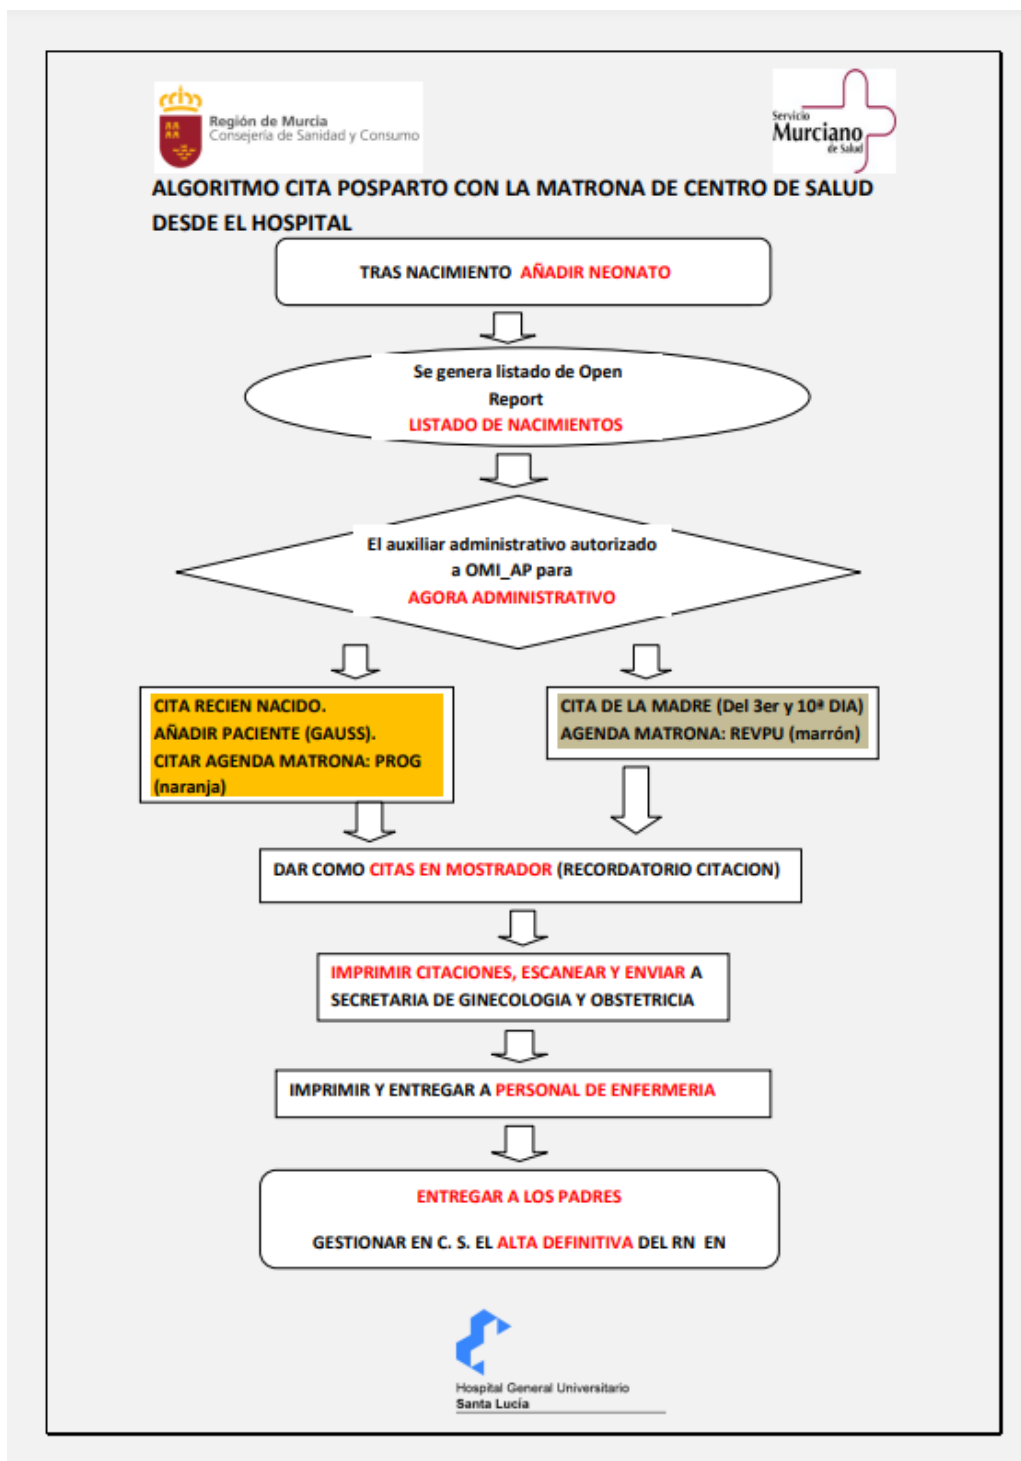 Región de Murcia
Consejería de Sanidad y Consumo
Servicio
Murciano
de Salud
ALGORITMO CITA POSPARTO CON LA MATRONA DE CENTRO DE SALUD
DESDE EL HOSPITAL
TRAS NACIMIENTO AÑADIR NEONATO
Se genera listado de Open
Report
LISTADO DE NACIMIENTOS
El auxiliar administrativo autorizado
a OMI_AP para
AGORA ADMINISTRATIVO
CITA RECIEN NACIDO.
AÑADIR PACIENTE (GAUSS).
CITAR AGENDA MATRONA: PROG
(naranja)
CITA DE LA MADRE (Del 3er y 10ª DIA)
AGENDA MATRONA: REVPU (marrón)
DAR COMO CITAS EN MOSTRADOR (RECORDATORIO CITACION)
IMPRIMIR CITACIONES, ESCANEAR Y ENVIAR A
SECRETARIA DE GINECOLOGIA Y OBSTETRICIA
IMPRIMIR Y ENTREGAR A PERSONAL DE ENFERMERIA
ENTREGAR A LOS PADRES
GESTIONAR EN C. S. EL ALTA DEFINITIVA DEL RN EN
Hospital General Universitario
Santa Lucía